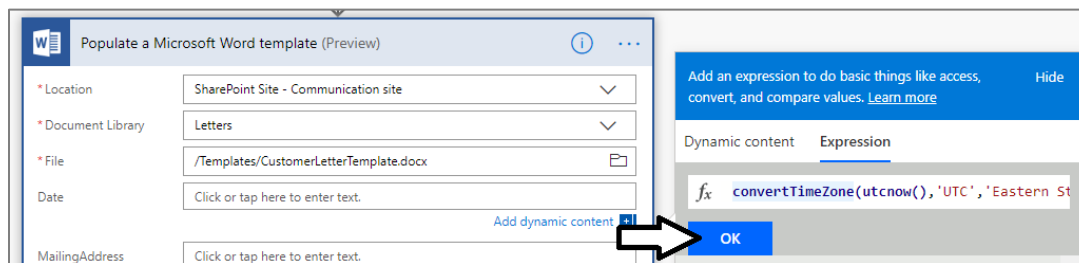 Populate a Microsoft Word template (Preview)
* Location
SharePoint Site - Communication site
* Document Library
Letters
* File
/Templates/CustomerLetterTemplate.docx
Date
Click or tap here to enter text.
Add dynamic content
MailingAddress
Click or tap here to enter text.
Add an expression to do basic things like access, Hide
convert, and compare values. Learn more
Dynamic content Expression
fx convertTimeZone(utcnow(),'UTC','Eastern St
OK